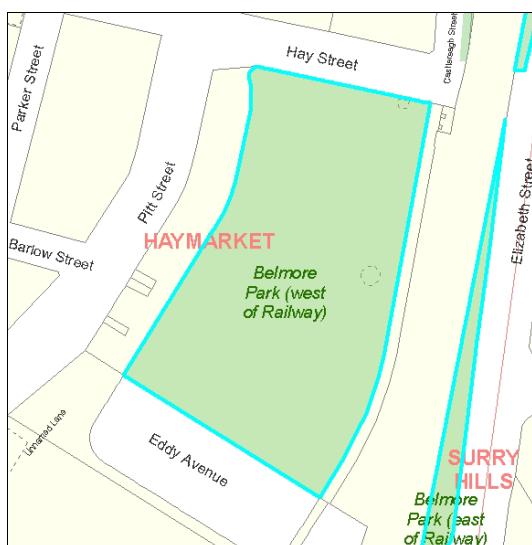 Hay Street
Castlereagh Street
Parker Street
Pitt Street
Elizabeth Street
HAYMARKET
Barlow Street
Belmore
Park (west
of Railway)
Unnamed Lane
Eddy Avenue
SURRY
HILLS
Belmore
Park (east
of Railway)